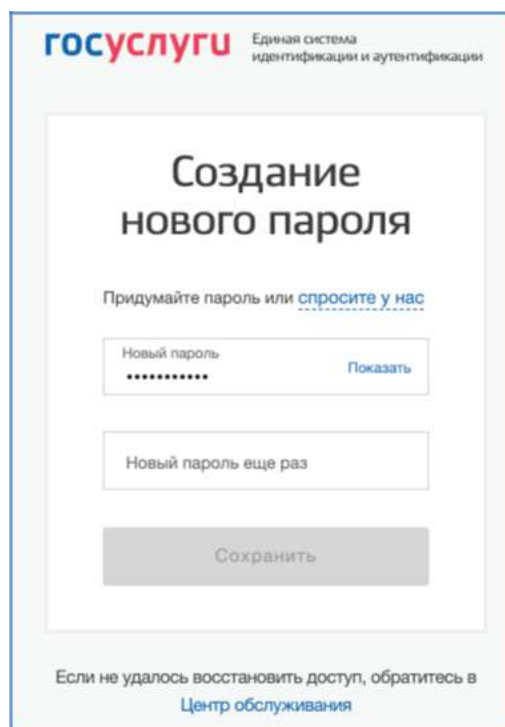 госуслуги
Единая система
идентификации и аутентификации
Создание
нового пароля
Придумайте пароль или спросите у нас
Новый пароль
•••••••••••
Показать
Новый пароль еще раз
Сохранить
Если не удалось восстановить доступ, обратитесь в
Центр обслуживания